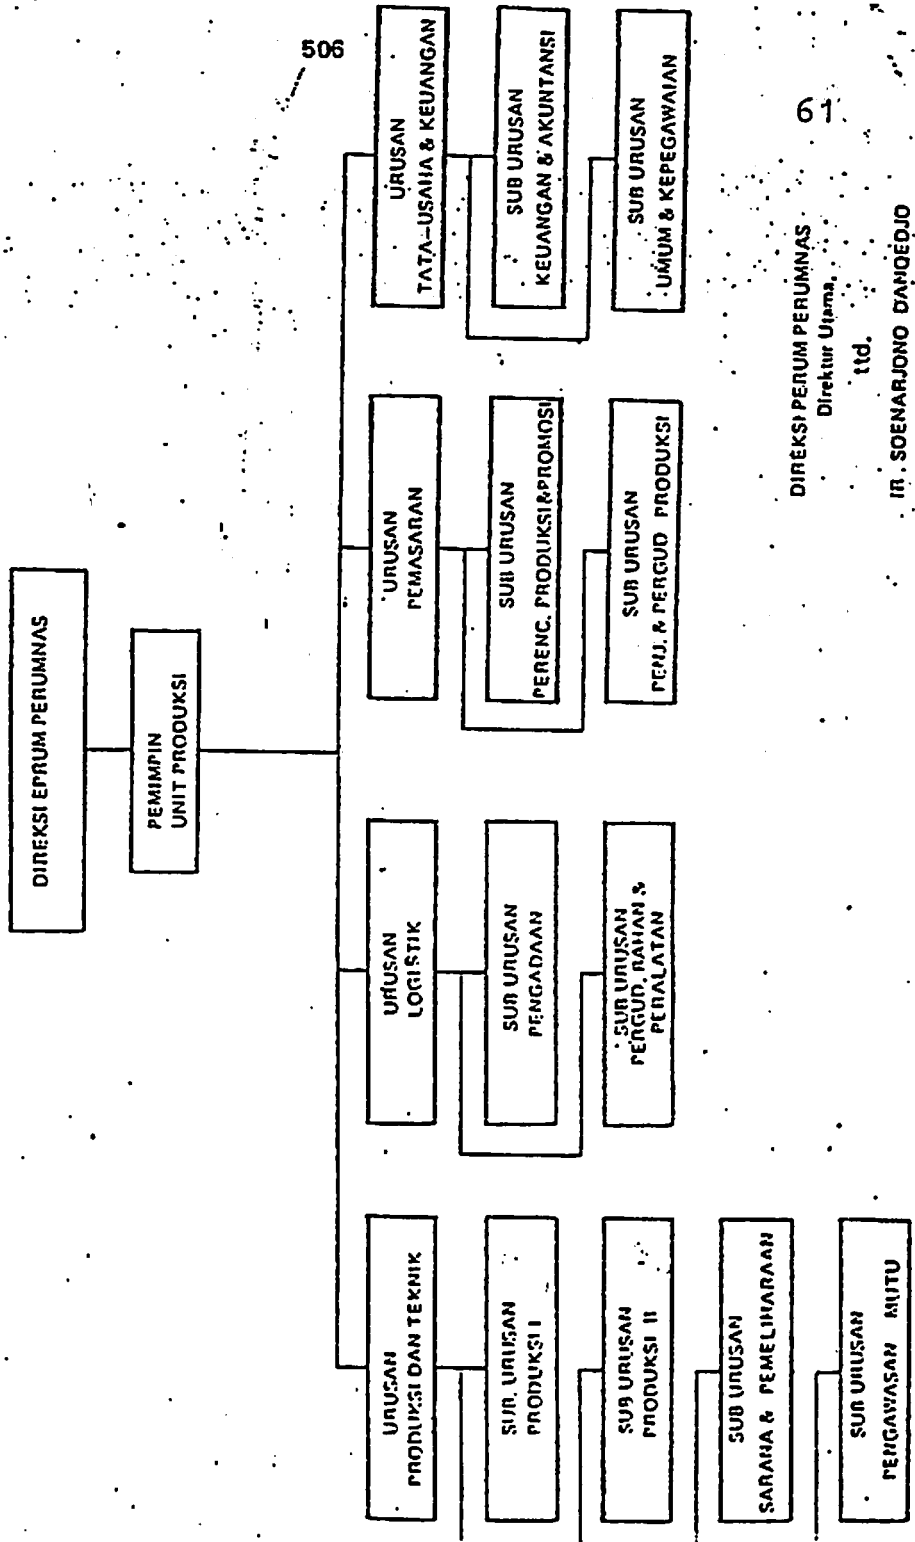 506
61.
DIREKSI EPRUM PERUMNAS
PEMIMPIN
UNIT PRODUKSI
URUSAN
PRODUKSI DAN TEKNIK
SUB. URUSAN
PRODUKSI I
SUB URUSAN
PRODUKSI II
SUB URUSAN
SARANA & PEMELIHARAAN
SUB URUSAN
PENGAWASAN MUTU
URUSAN
LOGISTIK
SUB URUSAN
PENGADAAN
SUB URUSAN
PERGUD, BAHAN &
PERALATAN
URUSAN
PEMASARAN
SUB URUSAN
PERENC. PRODUKSI & PROMOSI
SUB URUSAN
PENJ. & PERGUD PRODUKSI
URUSAN
TATA-USAHA & KEUANGAN
SUB URUSAN
KEUANGAN & AKUNTANSI
SUB URUSAN
UMUM & KEPEGAWAIAN
DIREKSI PERUM PERUMNAS
Direktur Utama,
ttd.
IR. SOENARJONO DANOEDJO